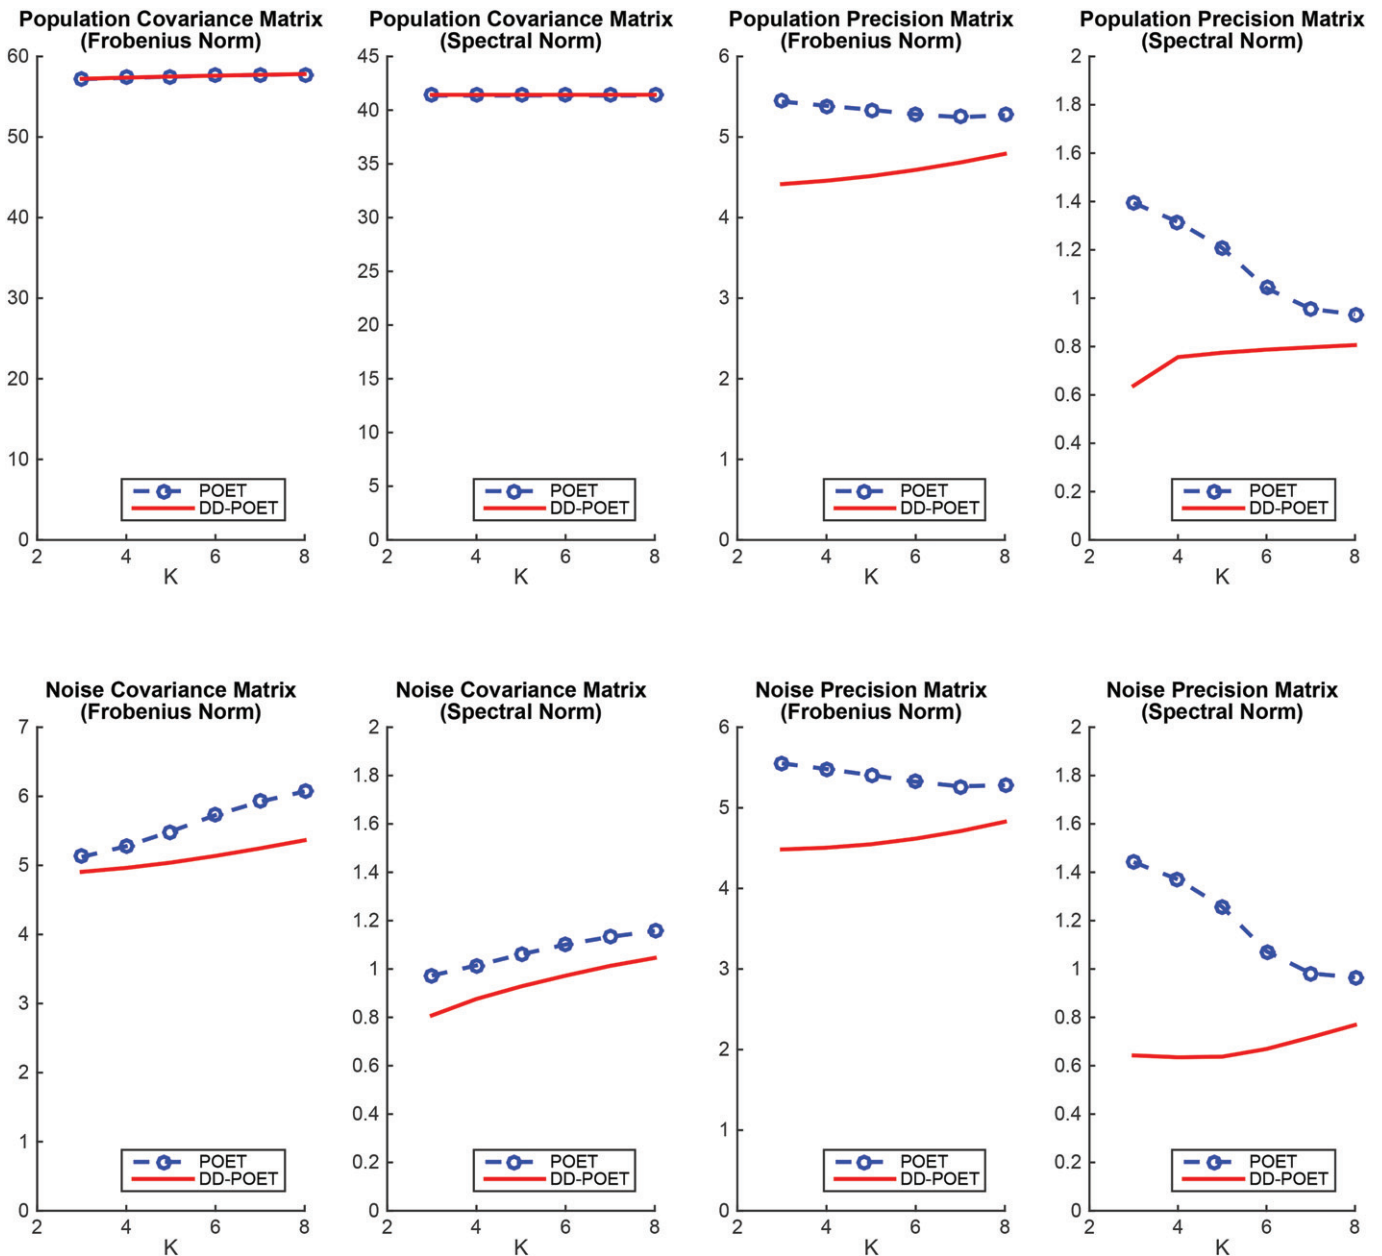 Population Covariance Matrix
(Frobenius Norm)
60
50
40
30
20
10
0
2
4
6
8
K
POET
DD-POET
Population Covariance Matrix
(Spectral Norm)
45
40
35
30
25
20
15
10
5
0
2
4
6
8
K
POET
DD-POET
Population Precision Matrix
(Frobenius Norm)
6
5
4
3
2
1
0
2
4
6
8
K
POET
DD-POET
Population Precision Matrix
(Spectral Norm)
2
1.8
1.6
1.4
1.2
1
0.8
0.6
0.4
0.2
0
2
4
6
8
K
POET
DD-POET
Noise Covariance Matrix
(Frobenius Norm)
7
6
5
4
3
2
1
0
2
4
6
8
K
POET
DD-POET
Noise Covariance Matrix
(Spectral Norm)
2
1.8
1.6
1.4
1.2
1
0.8
0.6
0.4
0.2
0
2
4
6
8
K
POET
DD-POET
Noise Precision Matrix
(Frobenius Norm)
6
5
4
3
2
1
0
2
4
6
8
K
POET
DD-POET
Noise Precision Matrix
(Spectral Norm)
2
1.8
1.6
1.4
1.2
1
0.8
0.6
0.4
0.2
0
2
4
6
8
K
POET
DD-POET